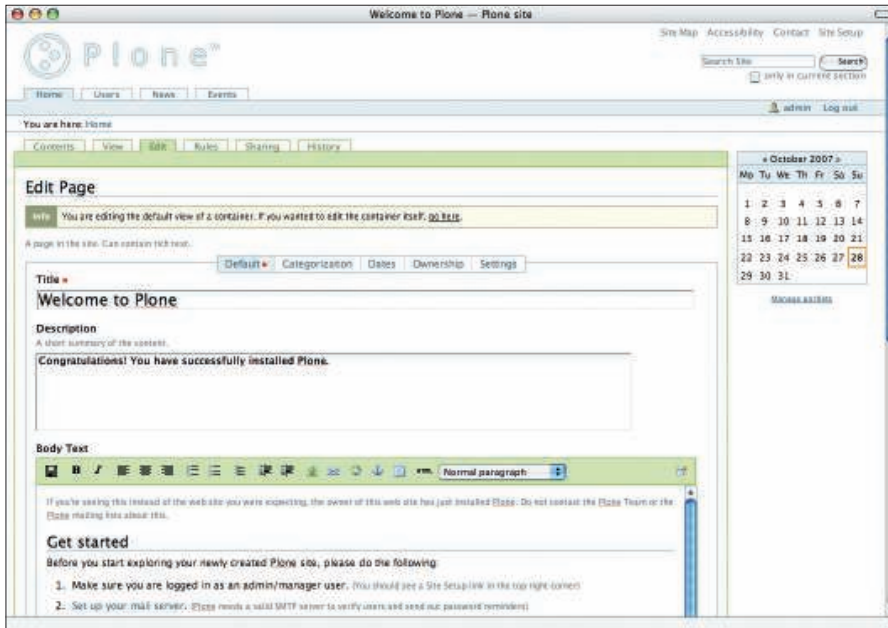 Welcome to Plone — Plone site
Site Map Accessibility Contact Site Setup
Plone™
Search Site Search
only in current section
Home Users News Events
admin Log out
You are here: Home
Contents View Edit Rules Sharing History
« October 2007 »
Mo Tu We Th Fr Sa Su
1 2 3 4 5 6 7
8 9 10 11 12 13 14
15 16 17 18 19 20 21
22 23 24 25 26 27 28
29 30 31
Manage portlets
Edit Page
Info You are editing the default view of a container. If you wanted to edit the container itself, go here.
A page in the site. Can contain rich text.
Default Categorization Dates Ownership Settings
Title
Welcome to Plone
Description
A short summary of the content.
Congratulations! You have successfully installed Plone.
Body Text
B I HTML Normal paragraph
If you're seeing this instead of the web site you were expecting, the owner of this web site has just installed Plone. Do not contact the Plone Team or the
Plone mailing lists about this.
Get started
Before you start exploring your newly created Plone site, please do the following:
1. Make sure you are logged in as an admin/manager user. (You should see a Site Setup link in the top right corner)
2. Set up your mail server. (Plone needs a valid SMTP server to verify users and send out password reminders)